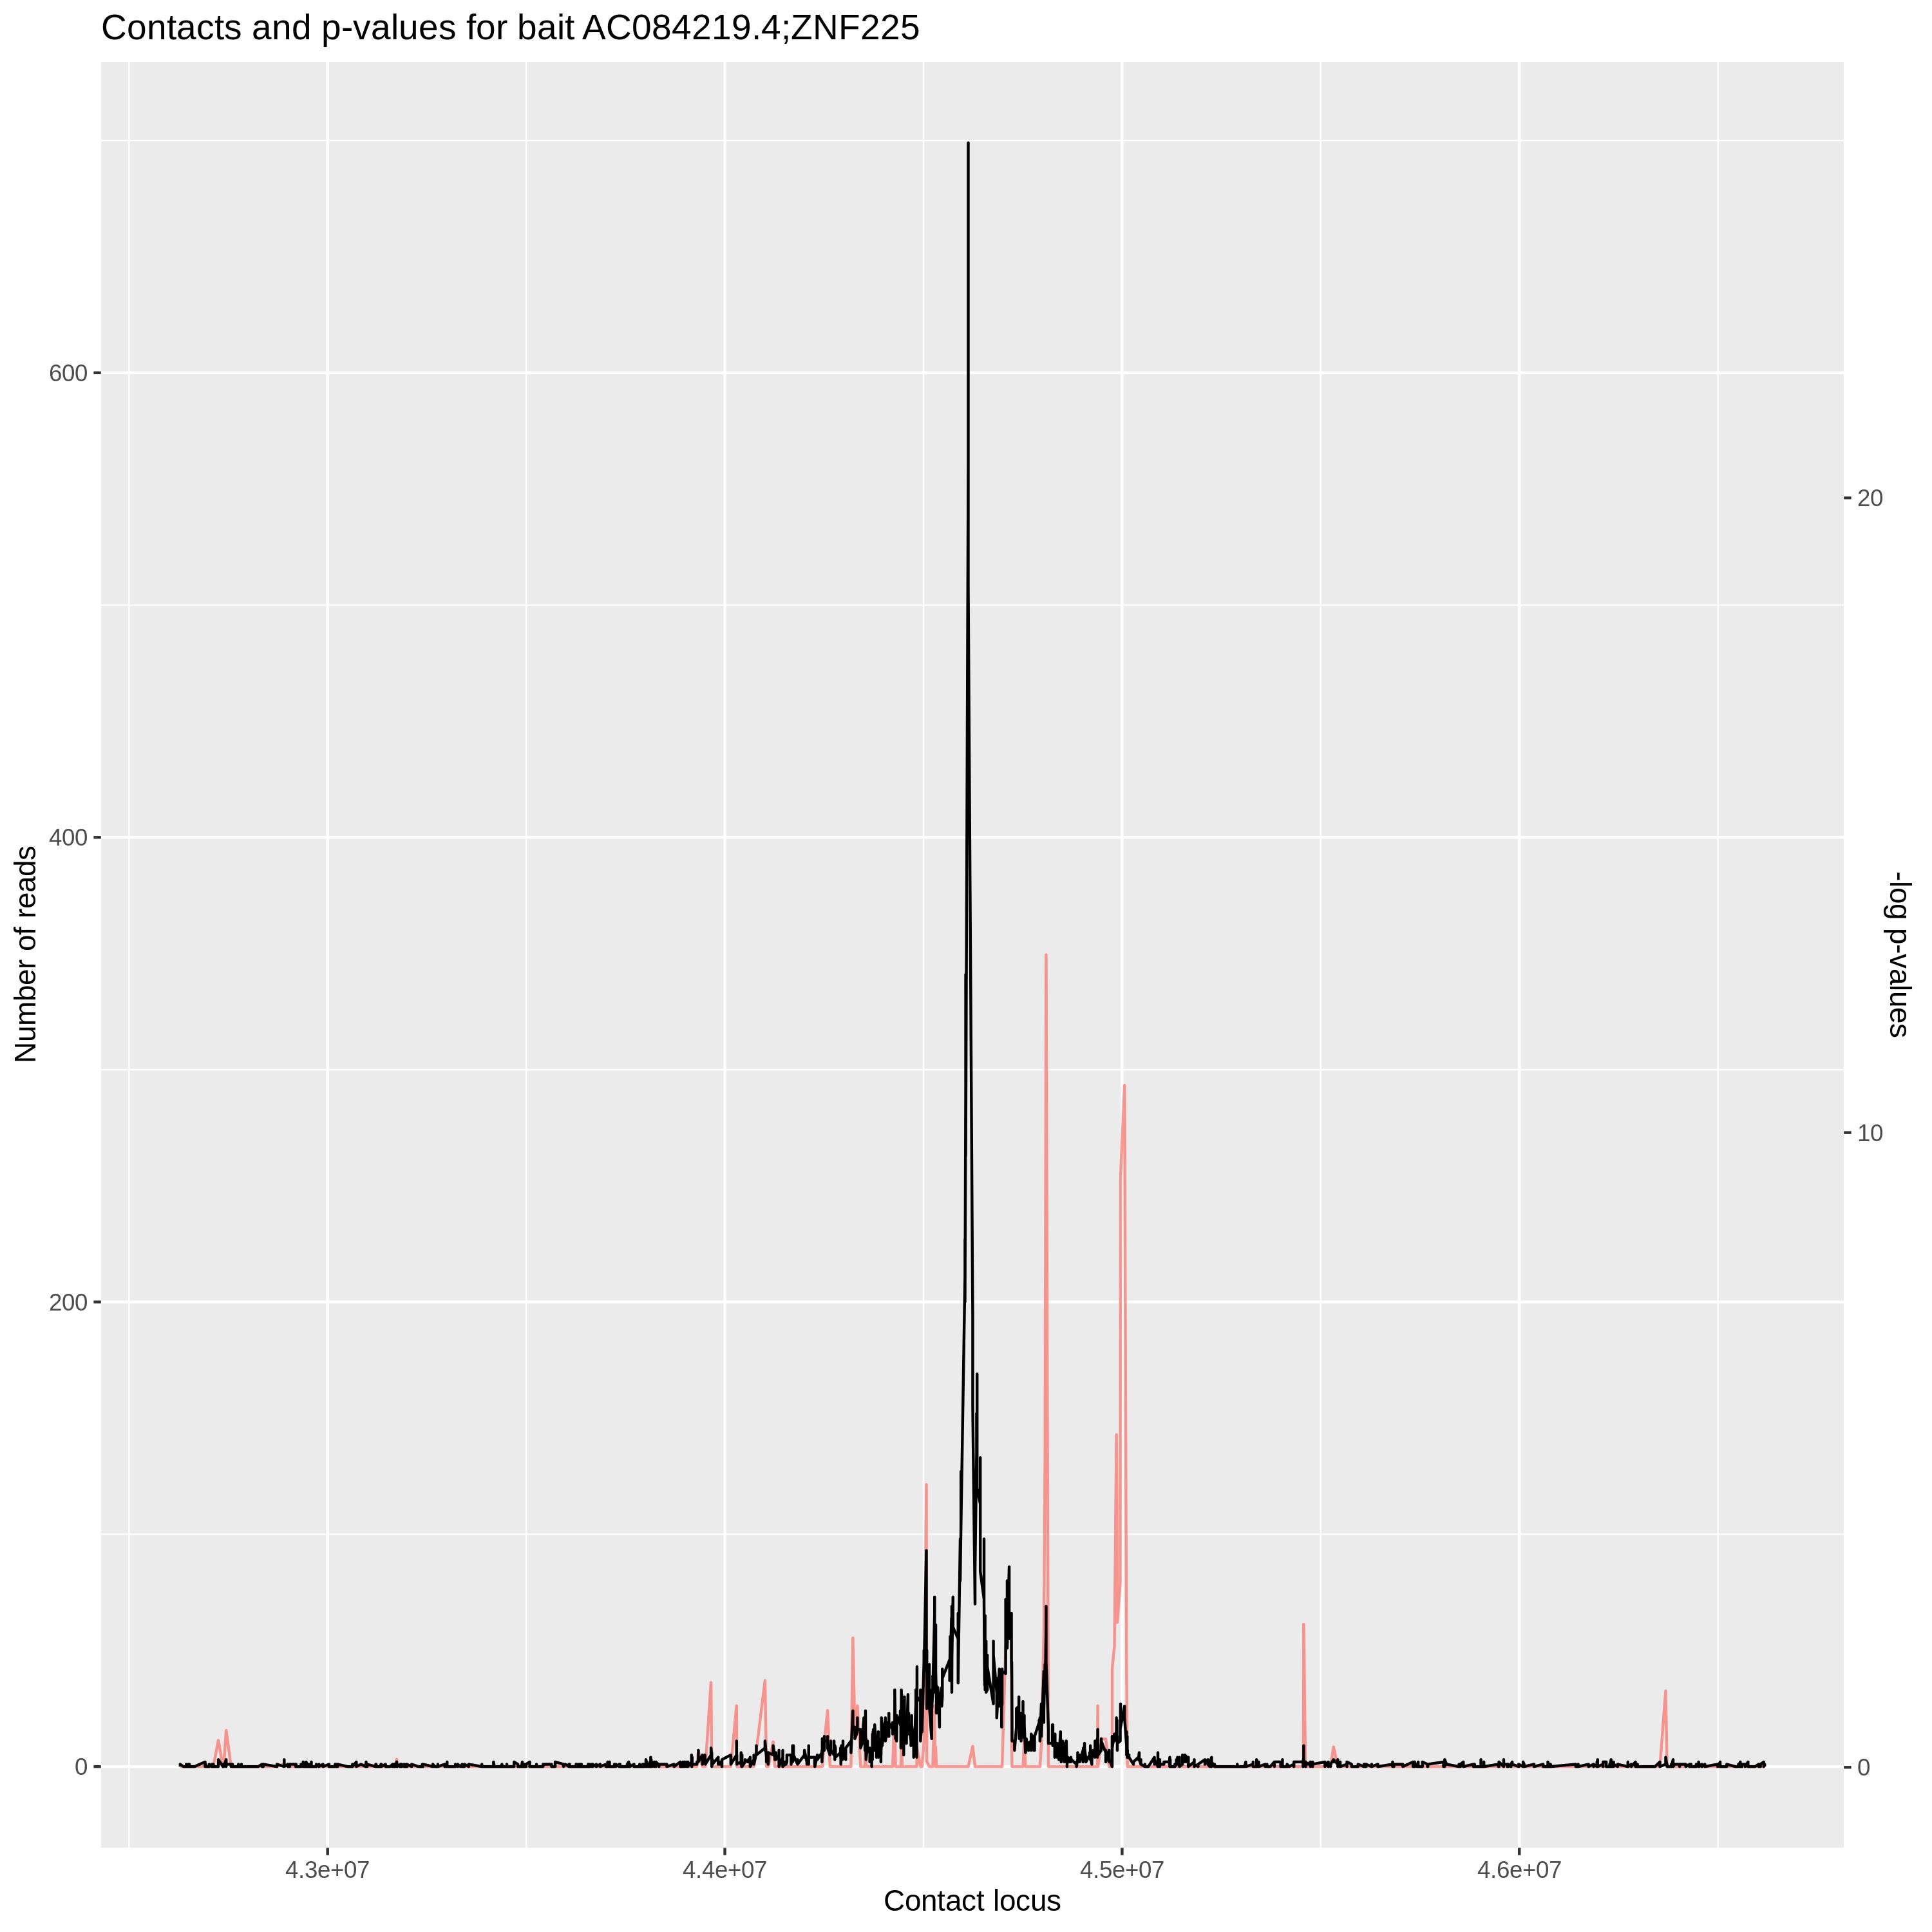 Contacts and p-values for bait AC084219.4;ZNF225
600
400
200
0
Number of reads
20
10
0
-log p-values
4.3e+07
4.4e+07
4.5e+07
4.6e+07
Contact locus